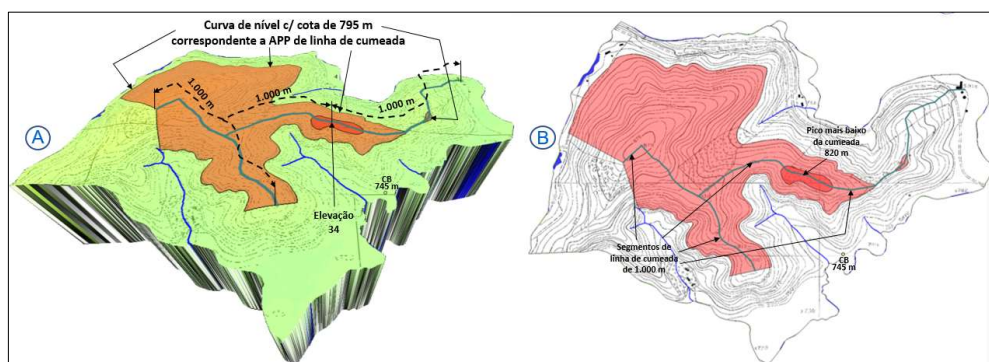 Curva de nível c/ cota de 795 m
correspondente a APP de linha de cumeada
A
1.000 m
1.000 m
1.000 m
CB
745 m
Elevação
34
B
Pico mais baixo
da cumeada
820 m
Segmentos de
linha de cumeada
de 1.000 m
CB
745 m